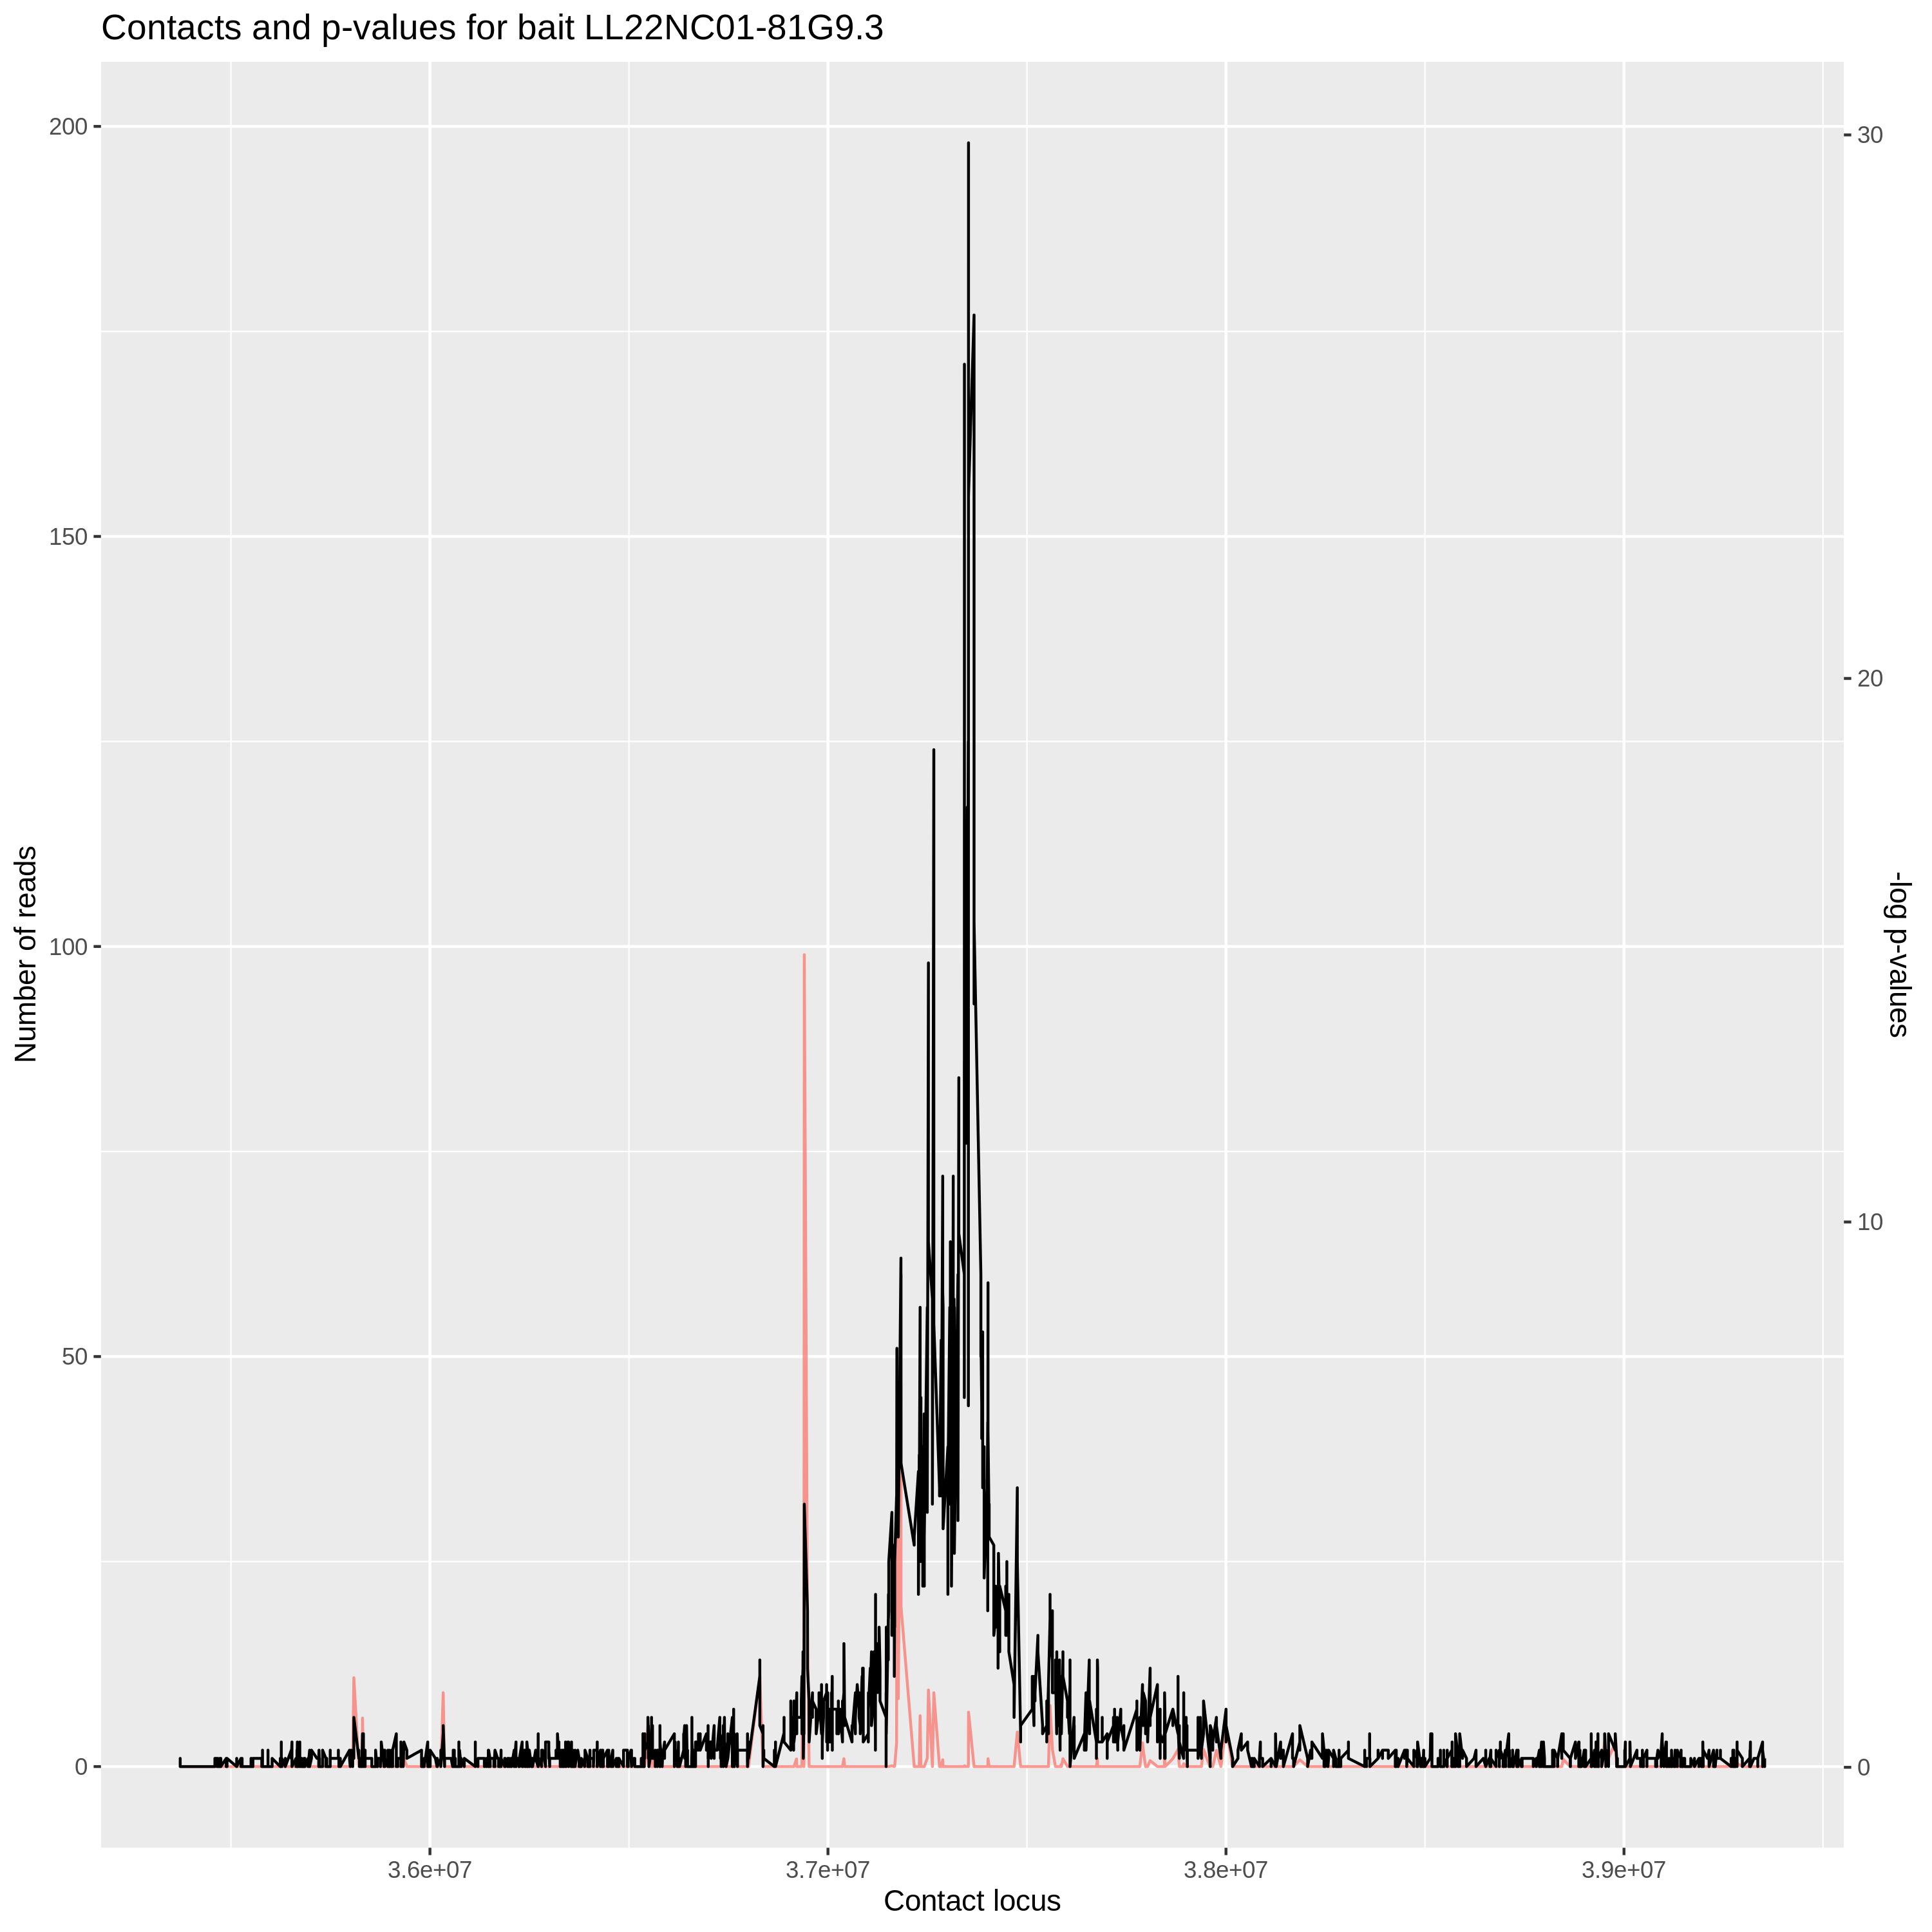 Contacts and p-values for bait LL22NC01-81G9.3
200
150
100
50
0
Number of reads
30
20
10
0
-log p-values
3.6e+07 3.7e+07 3.8e+07 3.9e+07
Contact locus